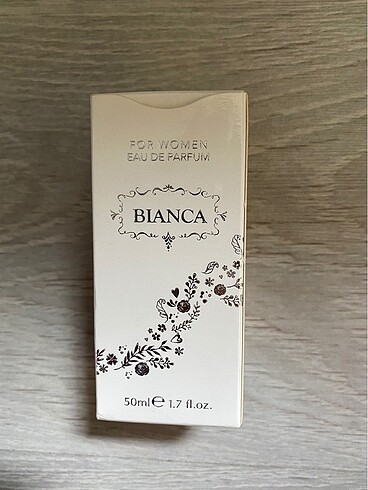 FOR WOMEN
EAU DE PARFUM
BIANCA
50ml℮ 1.7 fl.oz.